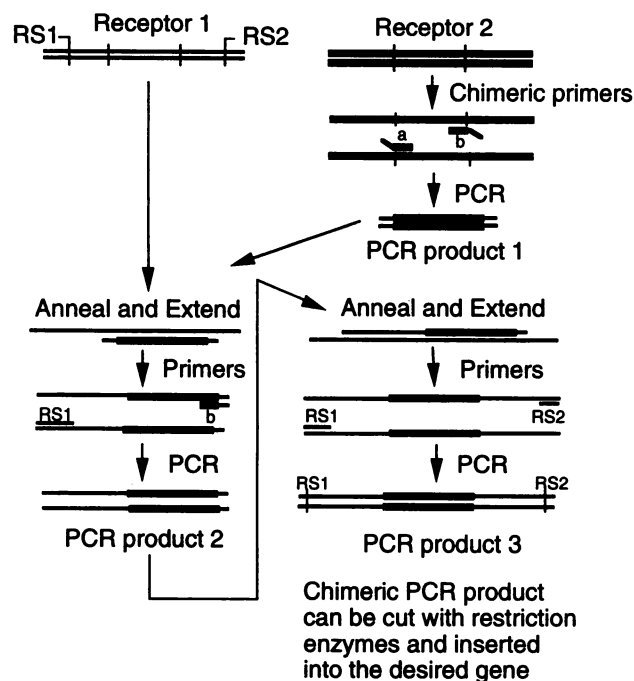 Receptor 1
RS1
RS2
Receptor 2
Chimeric primers
a
b
PCR
PCR product 1
Anneal and Extend
Primers
RS1
b
PCR
PCR product 2
Anneal and Extend
Primers
RS1
RS2
PCR
RS1
RS2
PCR product 3
Chimeric PCR product
can be cut with restriction
enzymes and inserted
into the desired gene